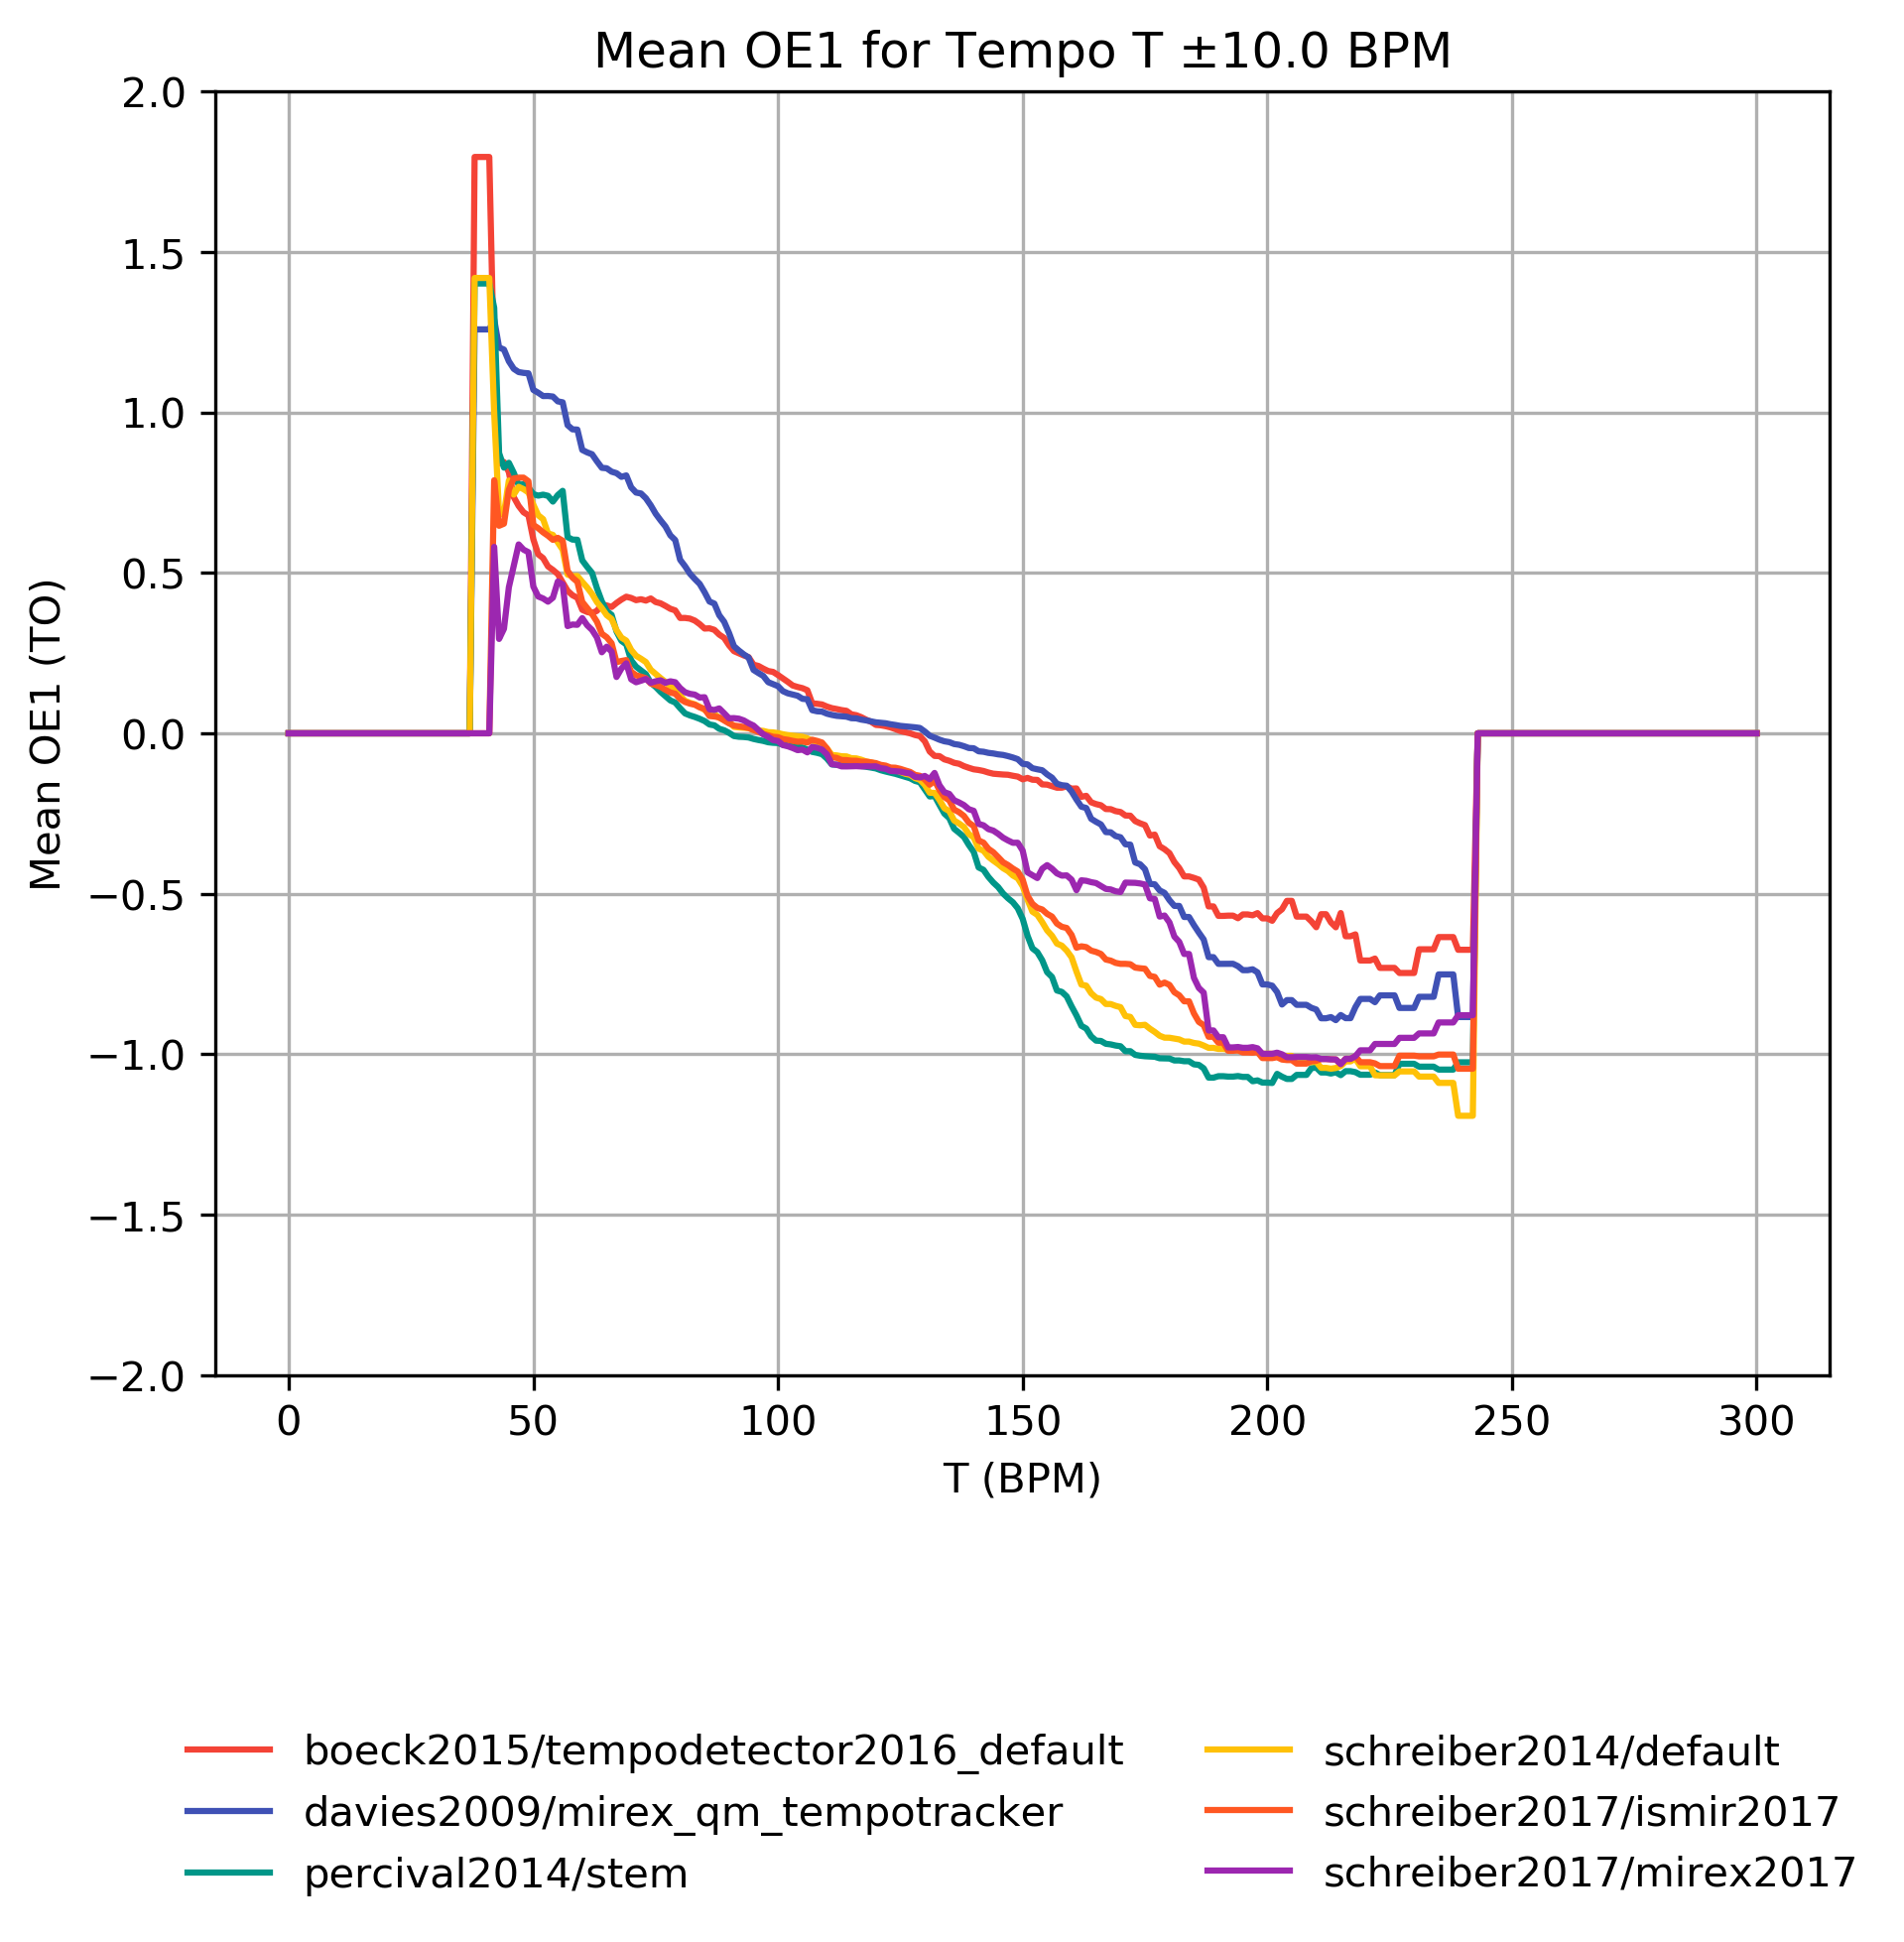 Mean OE1 for Tempo T ±10.0 BPM
2.0
1.5
1.0
0.5
0.0
−0.5
−1.0
−1.5
−2.0
Mean OE1 (TO)
0 50 100 150 200 250 300
T (BPM)
boeck2015/tempodetector2016_default
davies2009/mirex_qm_tempotracker
percival2014/stem
schreiber2014/default
schreiber2017/ismir2017
schreiber2017/mirex2017